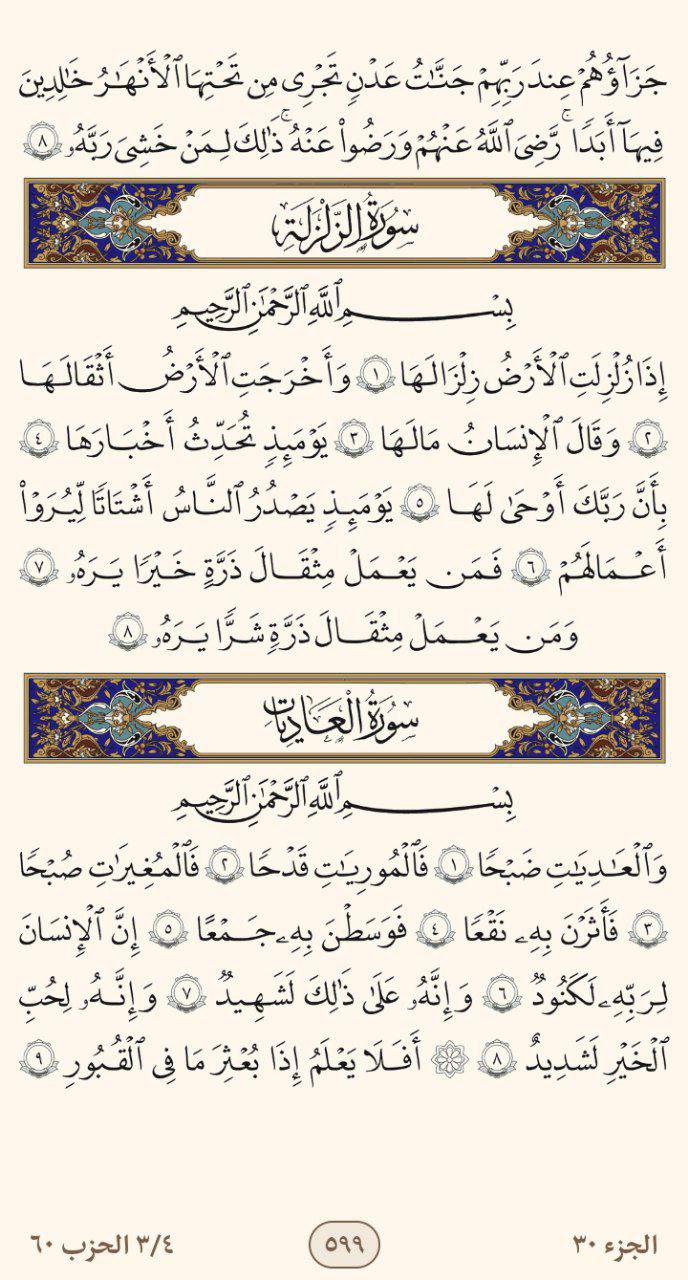 جَزَآؤُهُمْ عِندَ رَبِّهِمْ جَنَّٰتُ عَدْنٍ تَجْرِى مِن تَحْتِهَا ٱلْأَنْهَٰرُ خَٰلِدِينَ
فِيهَآ أَبَدًا ۚ رَّضِىَ ٱللَّهُ عَنْهُمْ وَرَضُوا۟ عَنْهُ ۚ ذَٰلِكَ لِمَنْ خَشِىَ رَبَّهُۥ ٨
سُورَةُ الزَّلْزَلَةِ
بِسْمِ ٱللَّهِ ٱلرَّحْمَٰنِ ٱلرَّحِيمِ
إِذَا زُلْزِلَتِ ٱلْأَرْضُ زِلْزَالَهَا ١ وَأَخْرَجَتِ ٱلْأَرْضُ أَثْقَالَهَا
٢ وَقَالَ ٱلْإِنسَٰنُ مَا لَهَا ٣ يَوْمَئِذٍ تُحَدِّثُ أَخْبَارَهَا ٤
بِأَنَّ رَبَّكَ أَوْحَىٰ لَهَا ٥ يَوْمَئِذٍ يَصْدُرُ ٱلنَّاسُ أَشْتَاتًا لِّيُرَوْا۟
أَعْمَٰلَهُمْ ٦ فَمَن يَعْمَلْ مِثْقَالَ ذَرَّةٍ خَيْرًا يَرَهُۥ ٧
وَمَن يَعْمَلْ مِثْقَالَ ذَرَّةٍ شَرًّا يَرَهُۥ ٨
سُورَةُ الْعَادِيَاتِ
بِسْمِ ٱللَّهِ ٱلرَّحْمَٰنِ ٱلرَّحِيمِ
وَٱلْعَٰدِيَٰتِ ضَبْحًا ١ فَٱلْمُورِيَٰتِ قَدْحًا ٢ فَٱلْمُغِيرَٰتِ صُبْحًا
٣ فَأَثَرْنَ بِهِۦ نَقْعًا ٤ فَوَسَطْنَ بِهِۦ جَمْعًا ٥ إِنَّ ٱلْإِنسَٰنَ
لِرَبِّهِۦ لَكَنُودٌ ٦ وَإِنَّهُۥ عَلَىٰ ذَٰلِكَ لَشَهِيدٌ ٧ وَإِنَّهُۥ لِحُبِّ
ٱلْخَيْرِ لَشَدِيدٌ ٨ ۞ أَفَلَا يَعْلَمُ إِذَا بُعْثِرَ مَا فِى ٱلْقُبُورِ ٩
الجزء ٣٠ ٥٩٩ ٣/٤ الحزب ٦٠